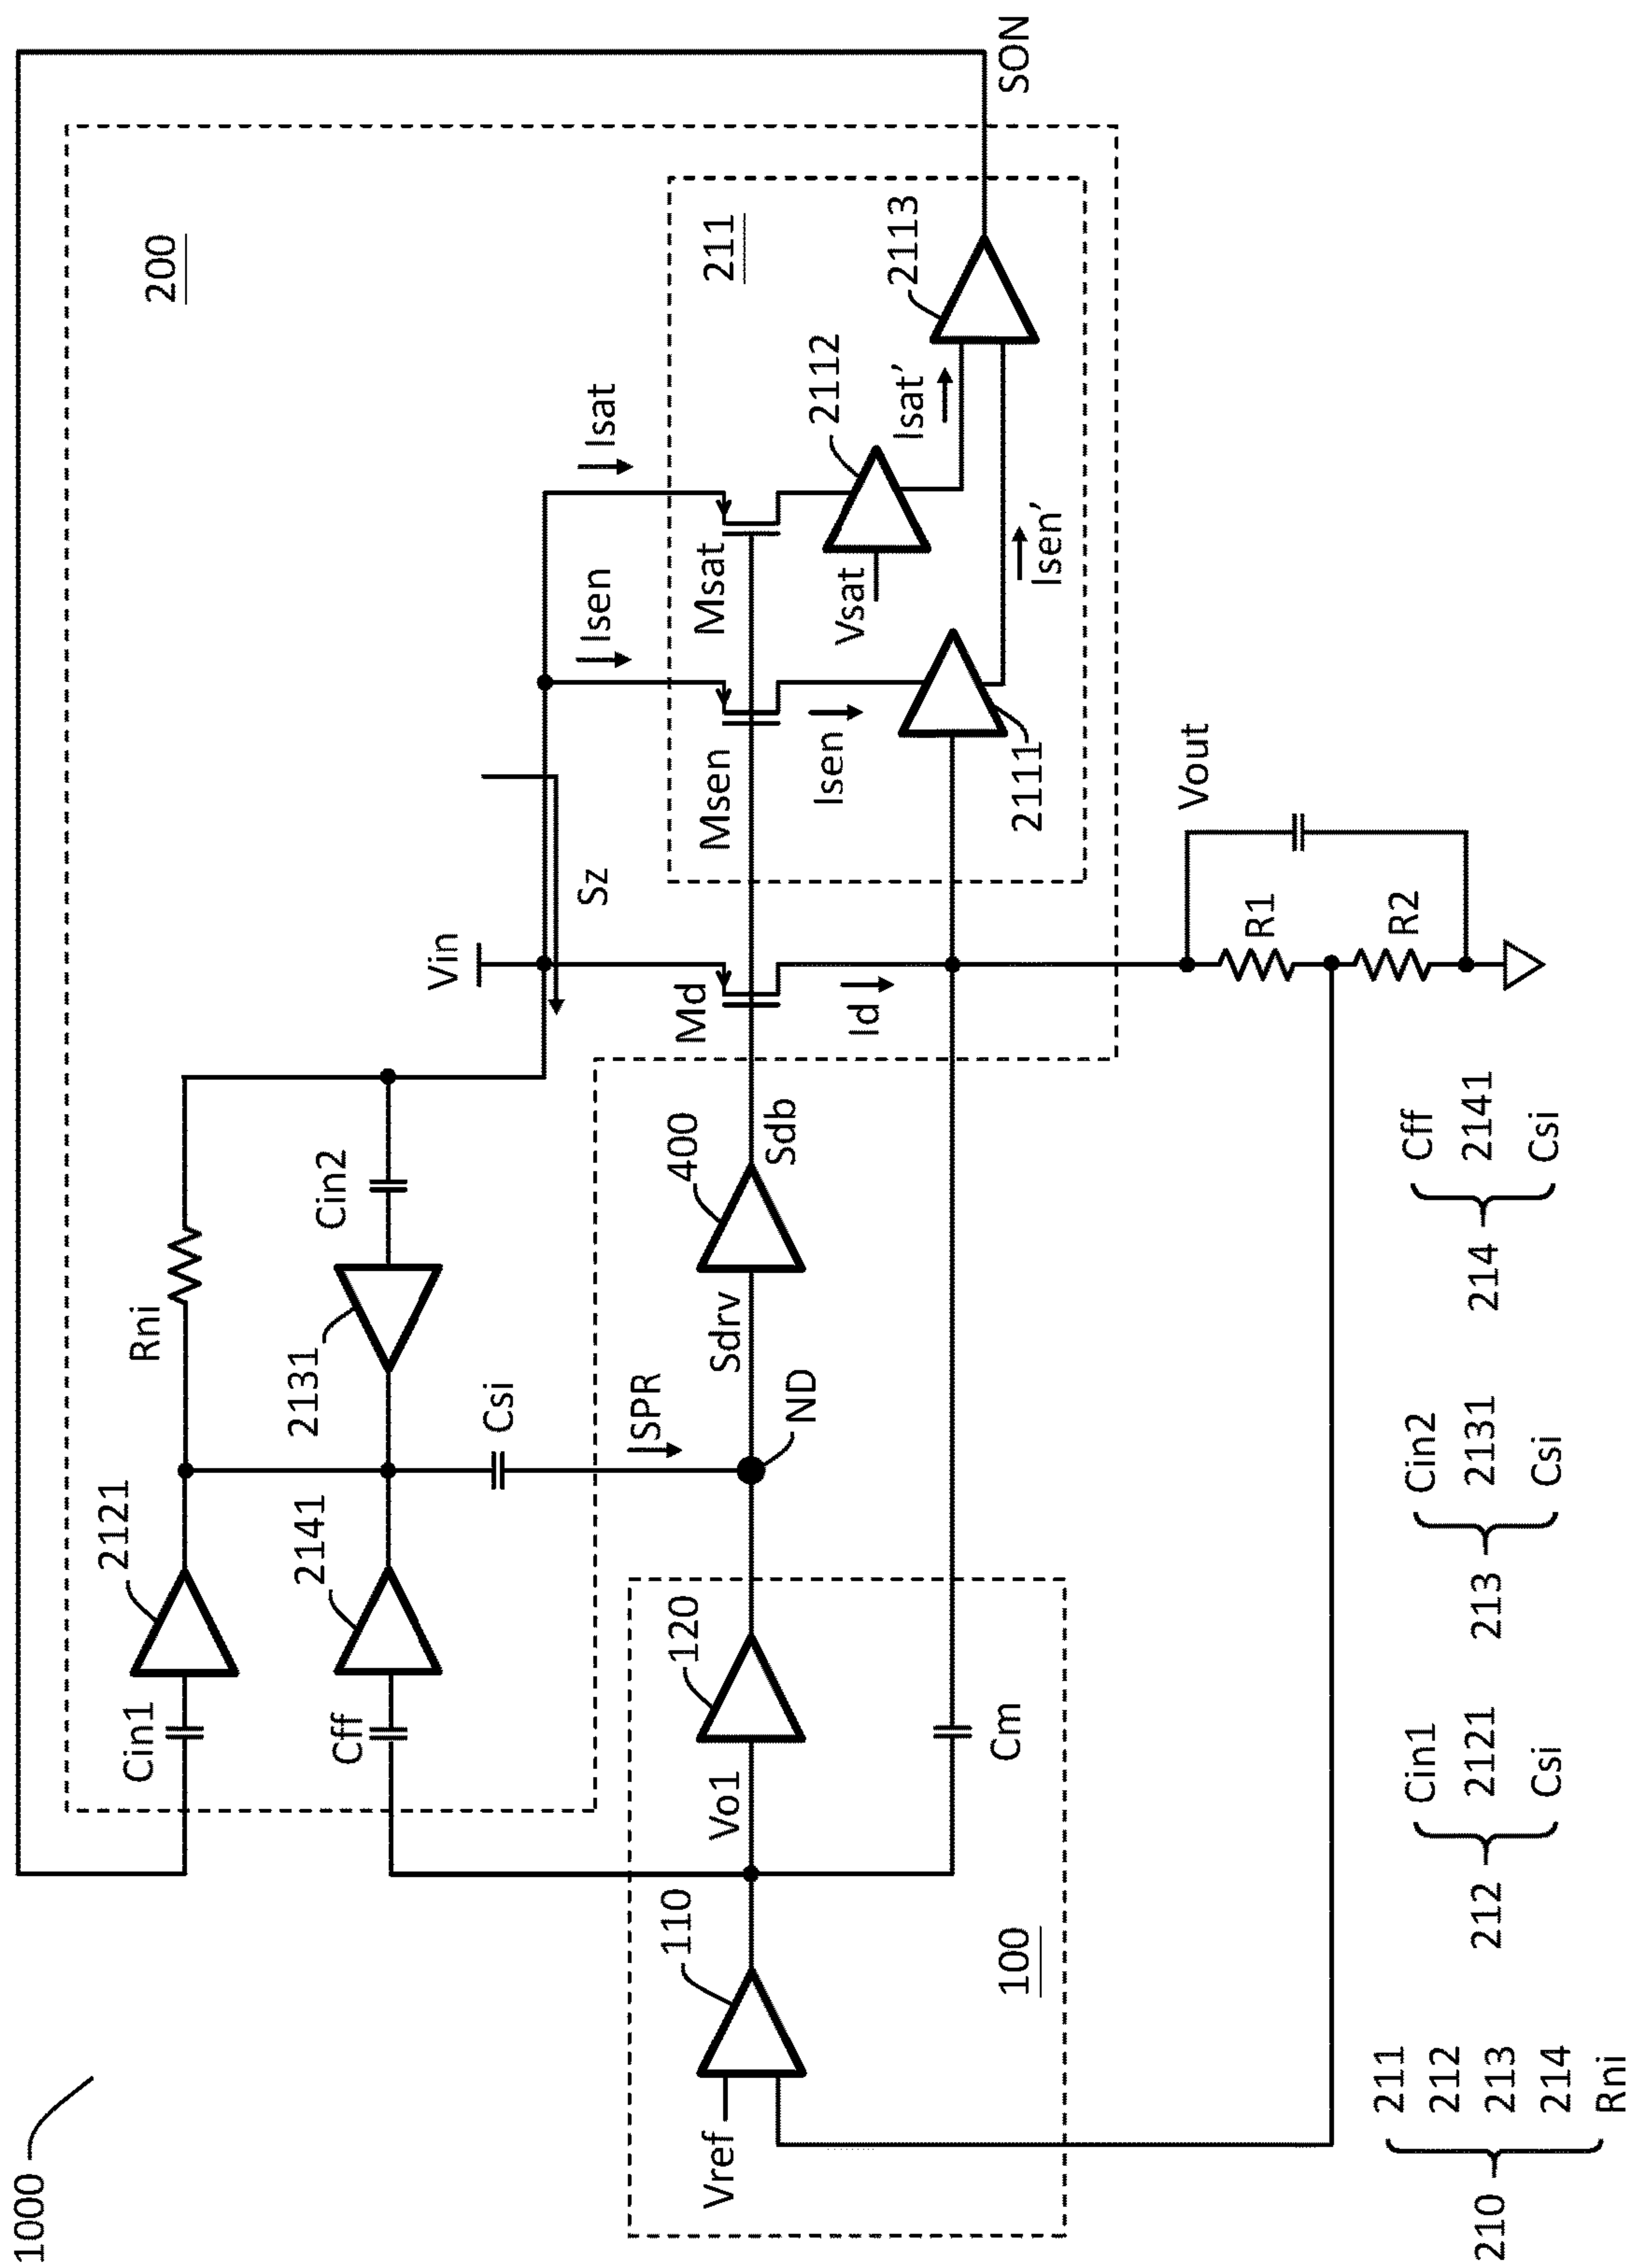 1000
SON
200
211
2113
2112
Isat
Isat'
Isen
Isen'
Msat
Vsat
Msen
Isen
2111
Sz
Vin
Md
Id
Vout
R1
R2
Rni
Cin2
2131
2121
2141
Cin1
Cff
Csi
ISPR
ND
Sdrv
400
Sdb
120
Vo1
110
Vref
100
Cm
210
211
212
213
214
Rni
212
Cin1
2121
Csi
213
Cin2
2131
Csi
214
Cff
2141
Csi